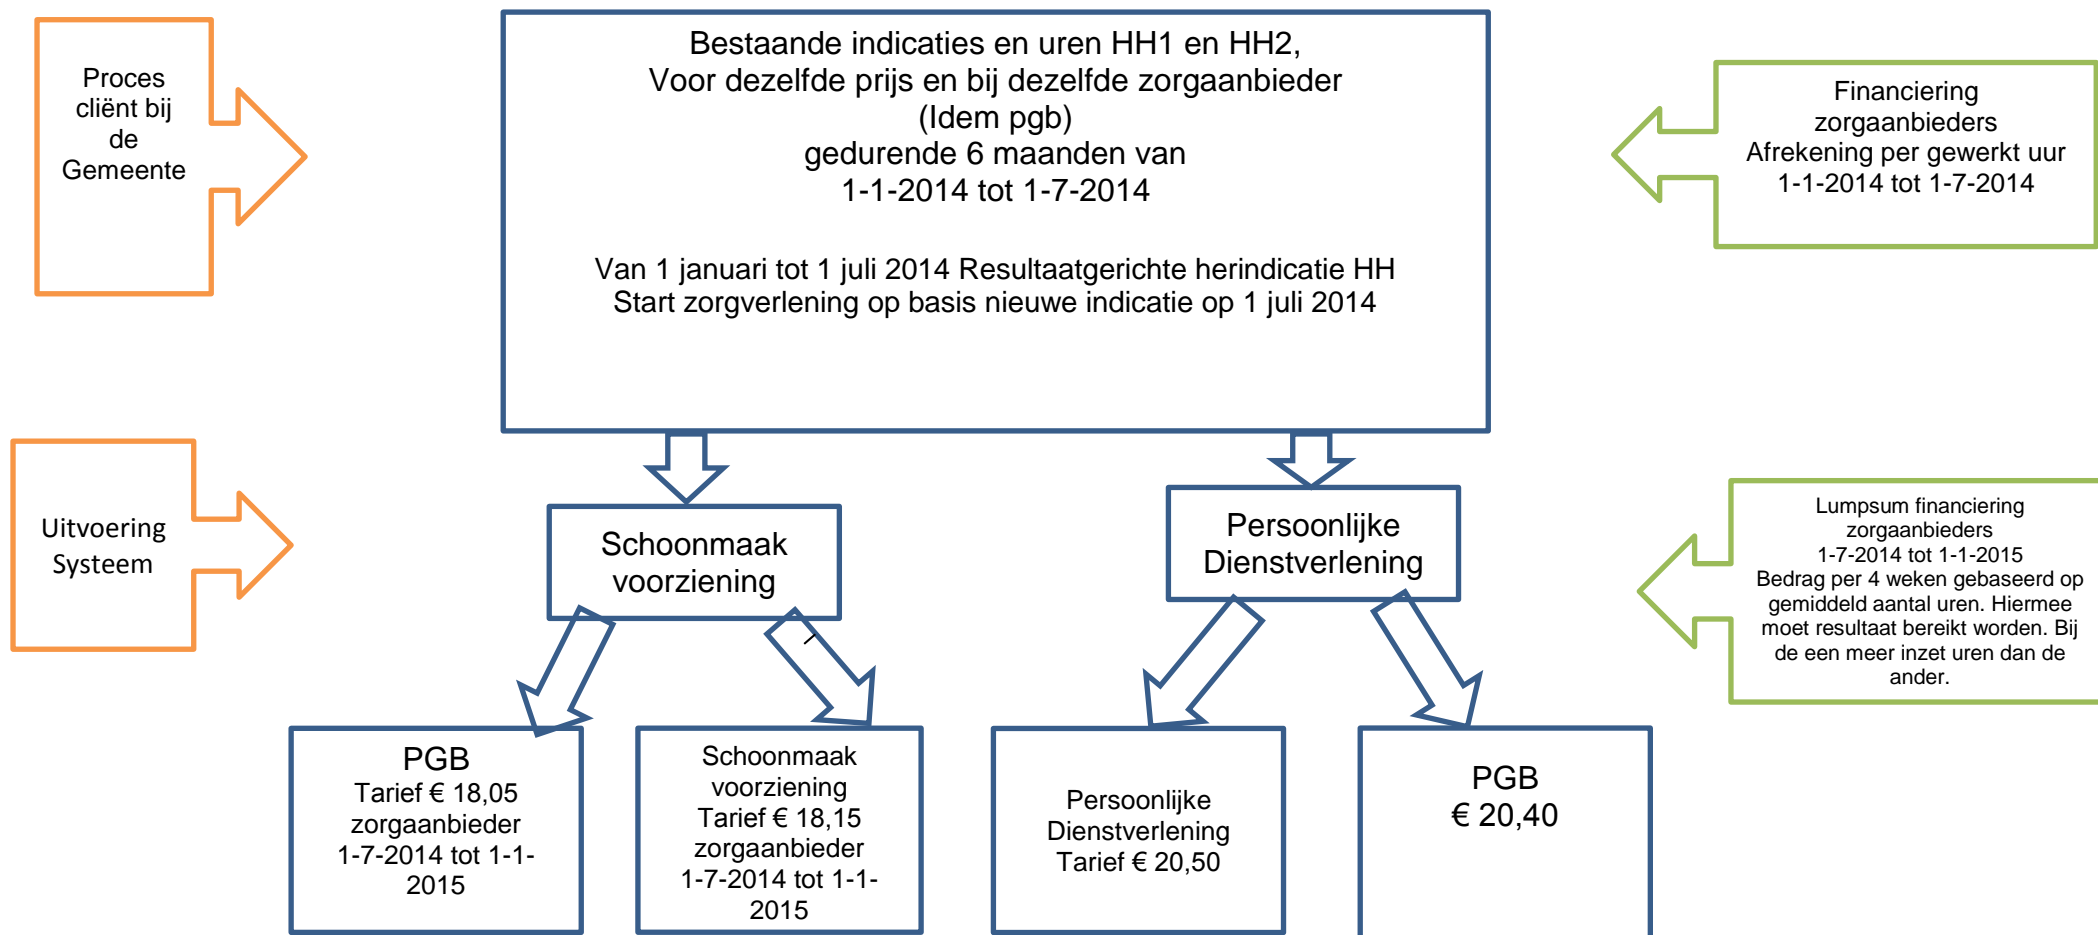 Proces
cliënt bij
de
Gemeente
Bestaande indicaties en uren HH1 en HH2,
Voor dezelfde prijs en bij dezelfde zorgaanbieder
(Idem pgb)
gedurende 6 maanden van
1-1-2014 tot 1-7-2014
Van 1 januari tot 1 juli 2014 Resultaatgerichte herindicatie HH
Start zorgverlening op basis nieuwe indicatie op 1 juli 2014
Financiering
zorgaanbieders
Afrekening per gewerkt uur
1-1-2014 tot 1-7-2014
Uitvoering
Systeem
Schoonmaak
voorziening
Persoonlijke
Dienstverlening
Lumpsum financiering
zorgaanbieders
1-7-2014 tot 1-1-2015
Bedrag per 4 weken gebaseerd op
gemiddeld aantal uren. Hiermee
moet resultaat bereikt worden. Bij
de een meer inzet uren dan de
ander.
PGB
Tarief € 18,05
zorgaanbieder
1-7-2014 tot 1-1-
2015
Schoonmaak
voorziening
Tarief € 18,15
zorgaanbieder
1-7-2014 tot 1-1-
2015
Persoonlijke
Dienstverlening
Tarief € 20,50
PGB
€ 20,40